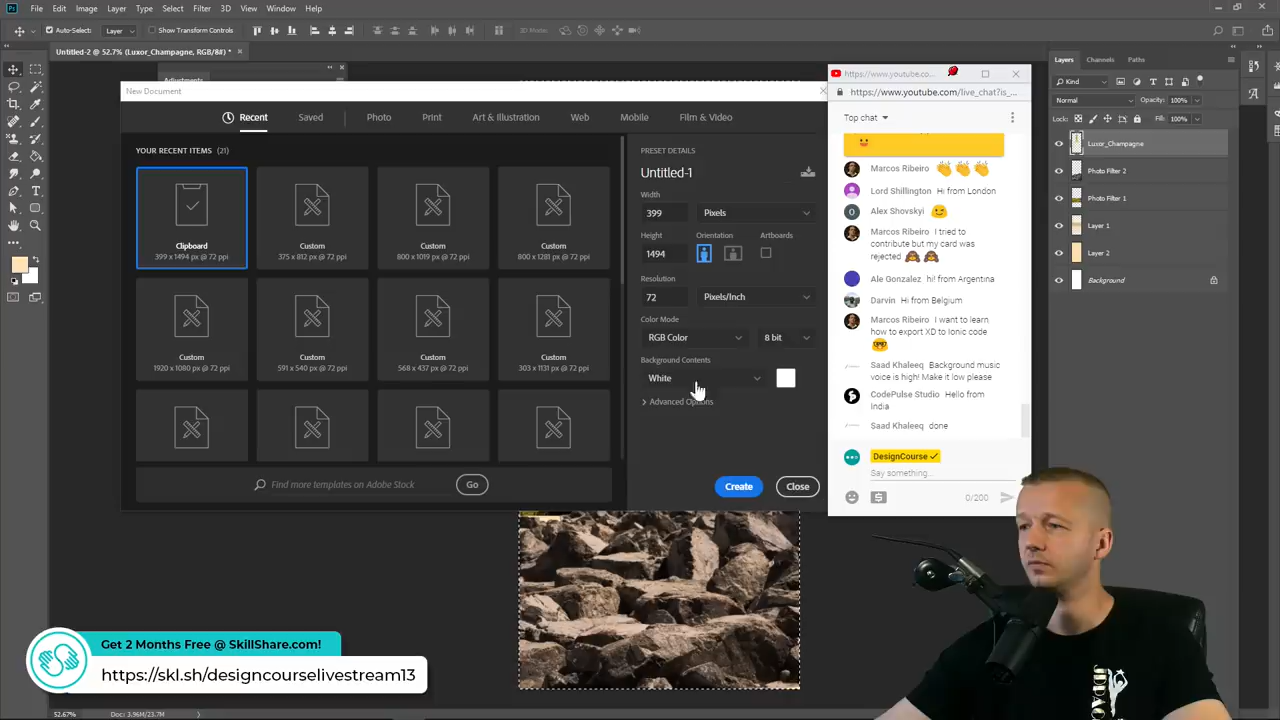 Ps File Edit Image Layer Type Select Filter 3D View Window Help
Auto-Select: Layer Show Transform Controls 3D Mode:
Untitled-2 @ 52.7% (Luxor_Champagne, RGB/8#) *
Adjustments
New Document
Recent Saved Photo Print Art & Illustration Web Mobile Film & Video
YOUR RECENT ITEMS (21)
Clipboard
399 x 1494 px @ 72 ppi
Custom
375 x 812 px @ 72 ppi
Custom
800 x 1019 px @ 72 ppi
Custom
800 x 1281 px @ 72 ppi
Custom
1920 x 1080 px @ 72 ppi
Custom
591 x 540 px @ 72 ppi
Custom
568 x 437 px @ 72 ppi
Custom
303 x 1131 px @ 72 ppi
Find more templates on Adobe Stock Go
PRESET DETAILS
Untitled-1
Width
399 Pixels
Height Orientation Artboards
1494
Resolution
72 Pixels/Inch
Color Mode
RGB Color 8 bit
Background Contents
White
Advanced Options
Create Close
https://www.youtube.co...
https://www.youtube.com/live_chat?is_...
Top chat
Marcos Ribeiro 👏 👏 👏
Lord Shillington Hi from London
Alex Shovskyi 😉
Marcos Ribeiro I tried to
contribute but my card was
rejected 🙈 🙈
Ale Gonzalez hi! from Argentina
Darvin Hi from Belgium
Marcos Ribeiro I want to learn
how to export XD to Ionic code
🤓
Saad Khaleeq Background music
voice is high! Make it low please
CodePulse Studio Hello from
India
Saad Khaleeq done
DesignCourse ✓
Say something...
0/200
Layers Channels Paths
Kind
Normal Opacity: 100%
Lock: Fill: 100%
Luxor_Champagne
Photo Filter 2
Photo Filter 1
Layer 1
Layer 2
Background
Get 2 Months Free @ SkillShare.com!
https://skl.sh/designcourselivestream13
52.67% Doc: 3.96M/23.7M